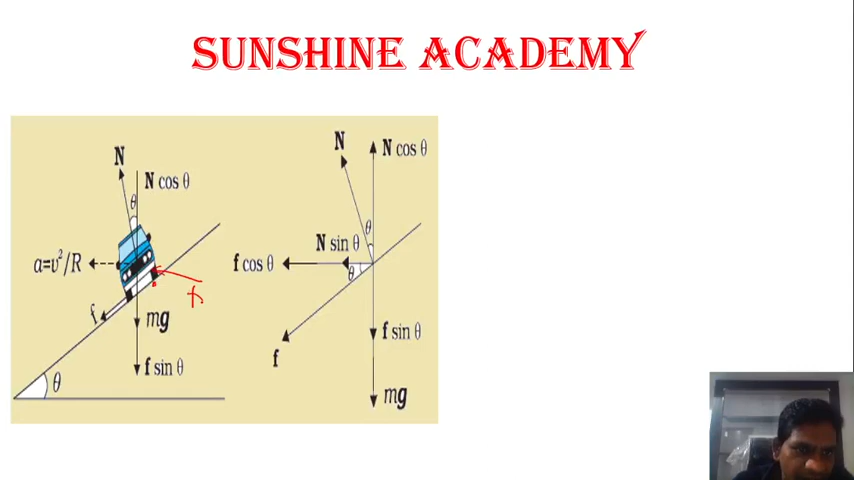 SUNSHINE ACADEMY
N
N cos θ
θ
a=v²/R
f
mg
f sin θ
θ
N
N cos θ
θ
N sin θ
f cos θ
θ
f sin θ
f
mg